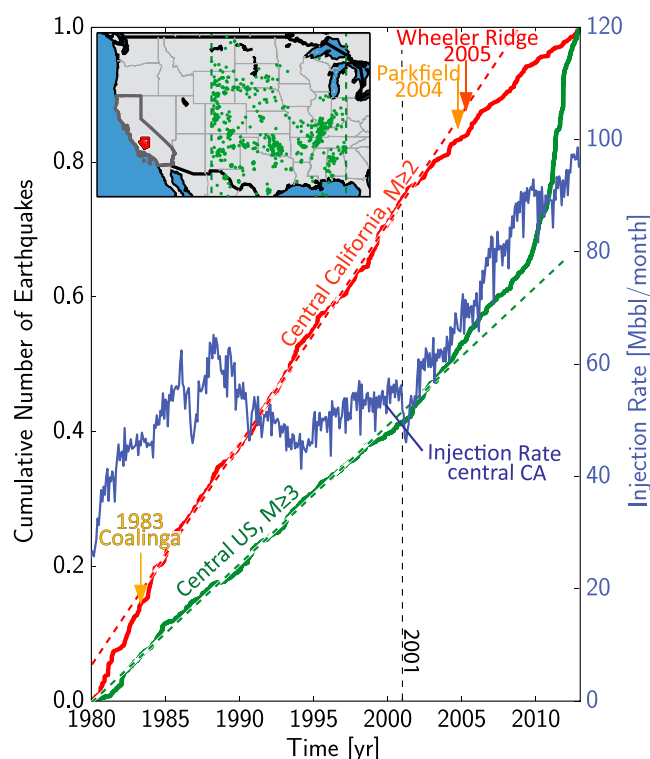 1.0
0.8
0.6
0.4
0.2
0.0
Cumulative Number of Earthquakes
120
100
80
60
40
20
0
Injection Rate [Mbbl/month]
Wheeler Ridge
2005
Parkfield
2004
Central California, M≥2
Injection Rate
central CA
1983
Coalinga
Central US, M≥3
2001
1980
1985
1990
1995
2000
2005
2010
Time [yr]